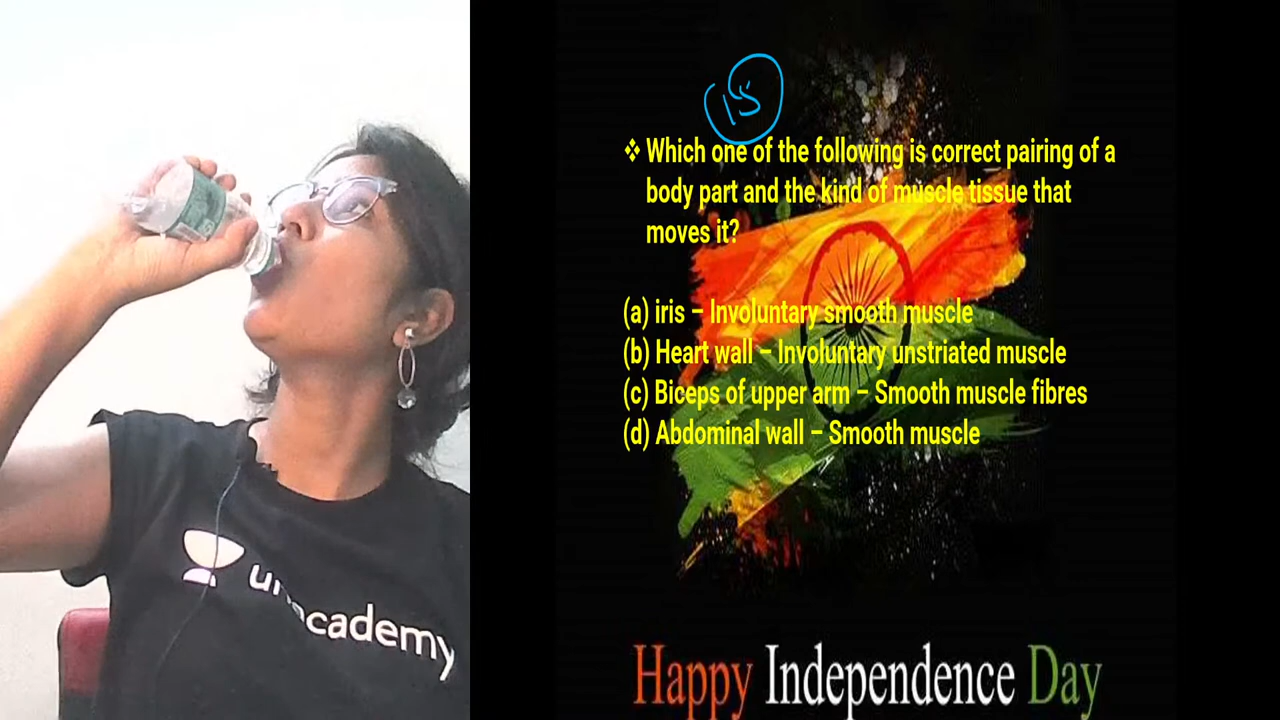 15
❖ Which one of the following is correct pairing of a
body part and the kind of muscle tissue that
moves it?
(a) iris – Involuntary smooth muscle
(b) Heart wall – Involuntary unstriated muscle
(c) Biceps of upper arm – Smooth muscle fibres
(d) Abdominal wall – Smooth muscle
unacademy
Happy Independence Day